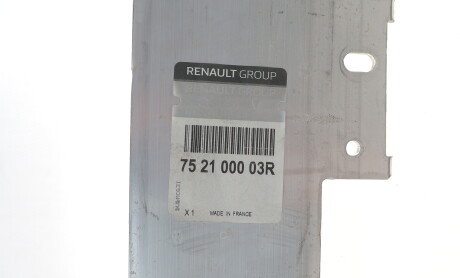 RENAULT GROUP
75 21 000 03R
X 1 MADE IN FRANCE